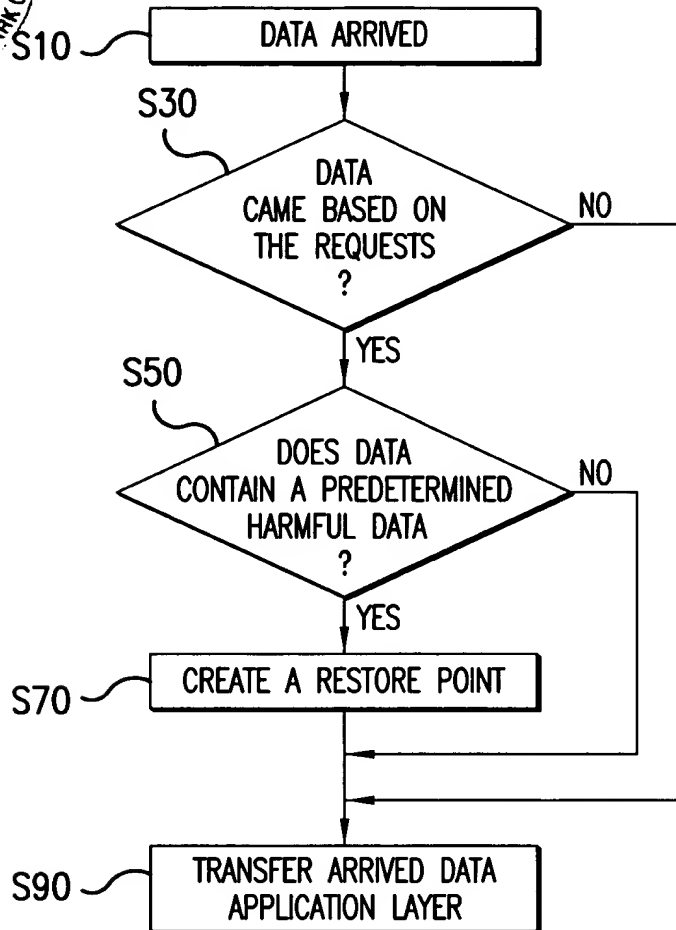 S10
DATA ARRIVED
S30
DATA
CAME BASED ON
THE REQUESTS
?
NO
YES
S50
DOES DATA
CONTAIN A PREDETERMINED
HARMFUL DATA
?
NO
YES
S70
CREATE A RESTORE POINT
S90
TRANSFER ARRIVED DATA
APPLICATION LAYER